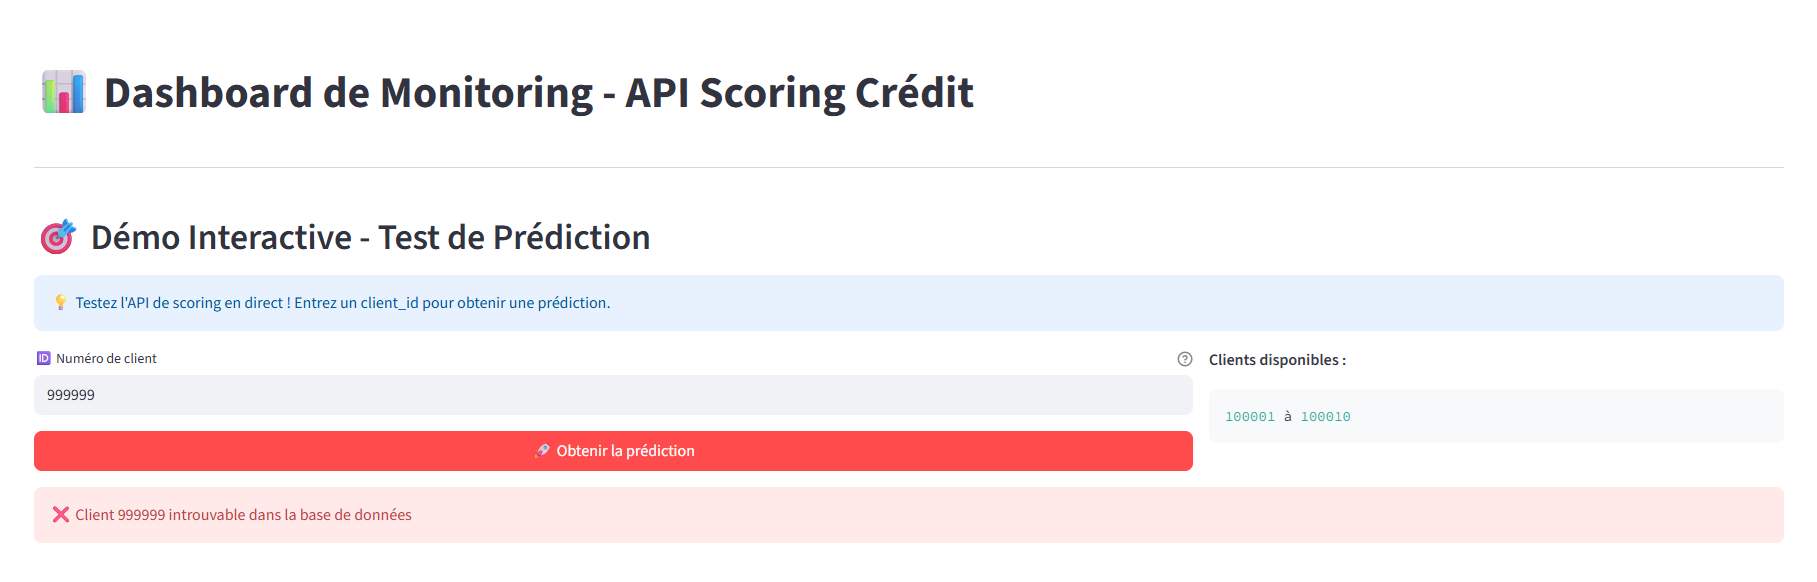 Dashboard de Monitoring - API Scoring Crédit
Démo Interactive - Test de Prédiction
Testez l'API de scoring en direct ! Entrez un client_id pour obtenir une prédiction.
ID Numéro de client
999999
Obtenir la prédiction
Clients disponibles :
100001 à 100010
Client 999999 introuvable dans la base de données